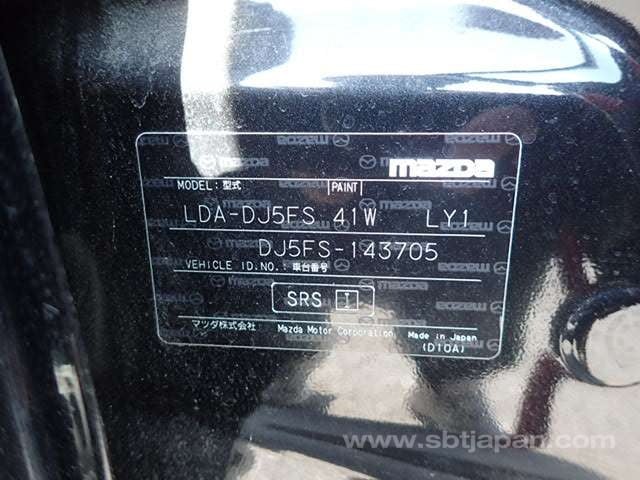 mazda
MODEL:型式 PAINT
LDA-DJ5FS 41W LY1
DJ5FS-143705
VEHICLE ID.NO.:車台番号
SRS I
マツダ株式会社 Mazda Motor Corporation Made in Japan
(D10A)
www.sbtjapan.com